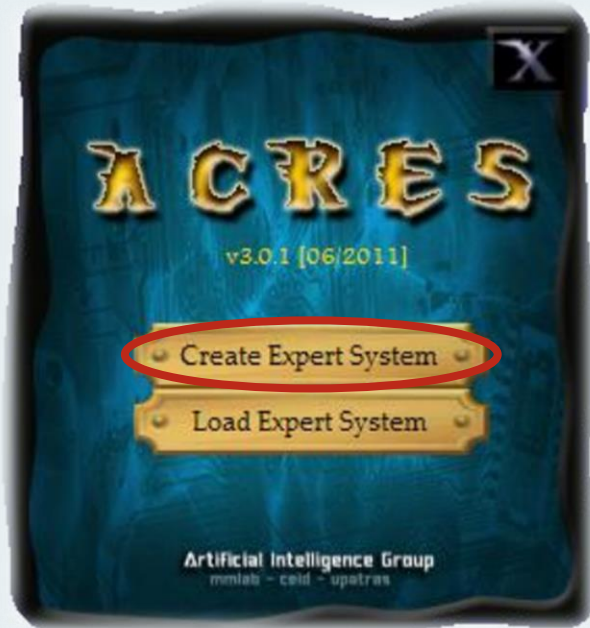 X
ACRES
v3.0.1 [06/2011]
Create Expert System
Load Expert System
Artificial Intelligence Group
mmlab - ceid - upatras